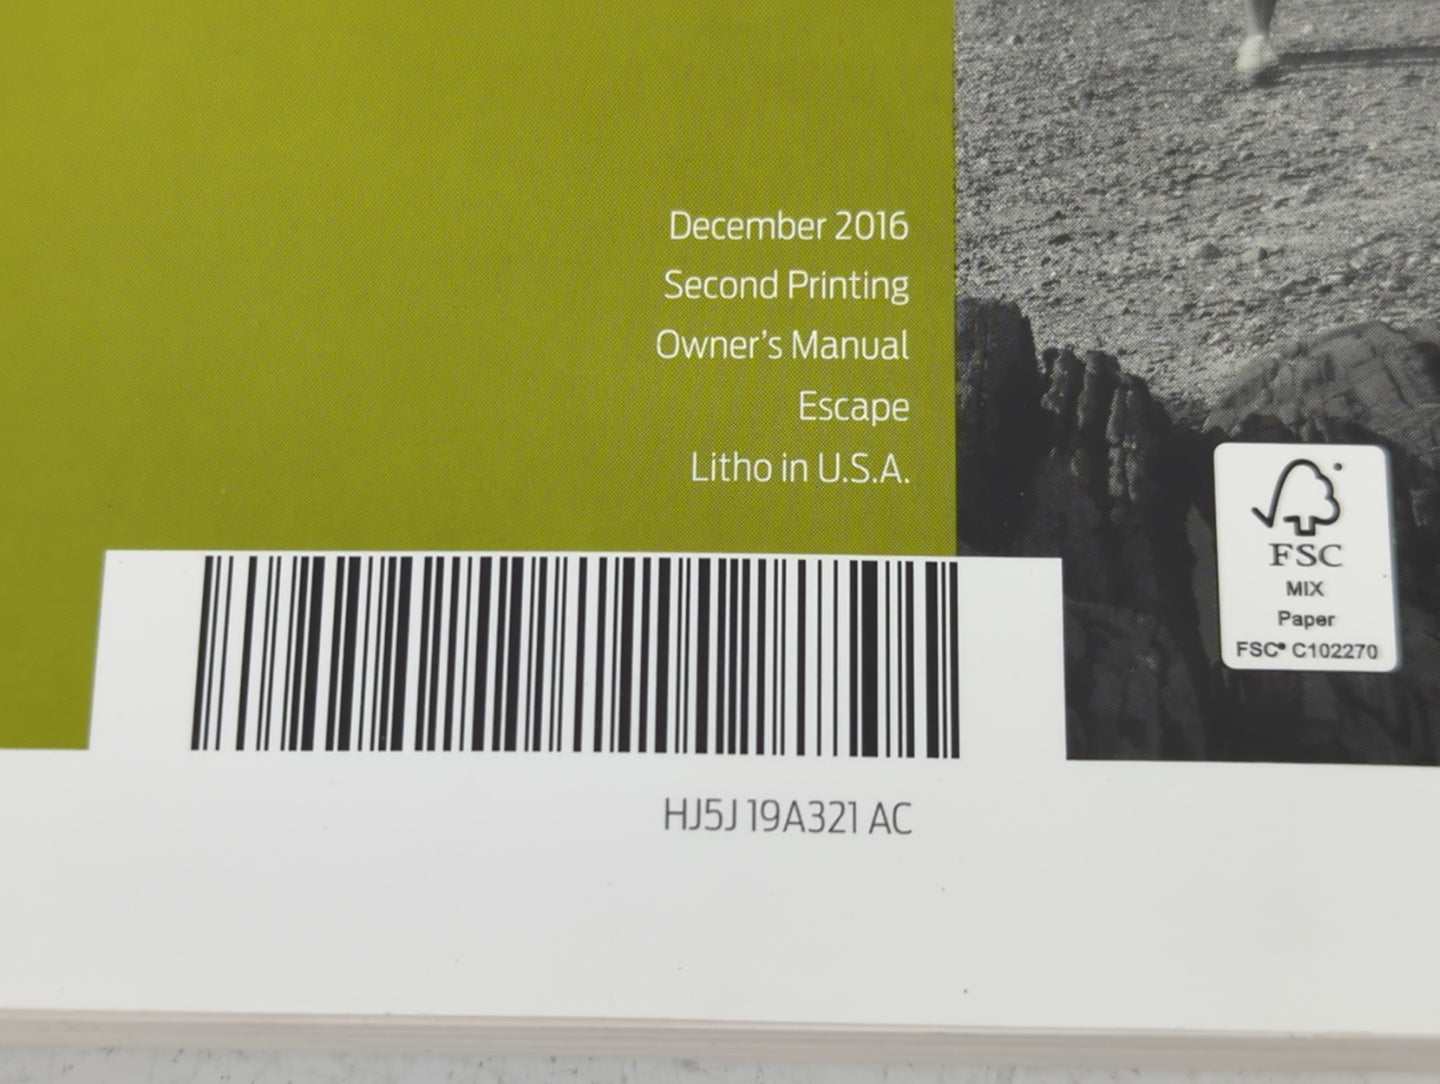 December 2016
Second Printing
Owner's Manual
Escape
Litho in U.S.A.
HJ5J 19A321 AC
FSC
MIX
Paper
FSC® C102270